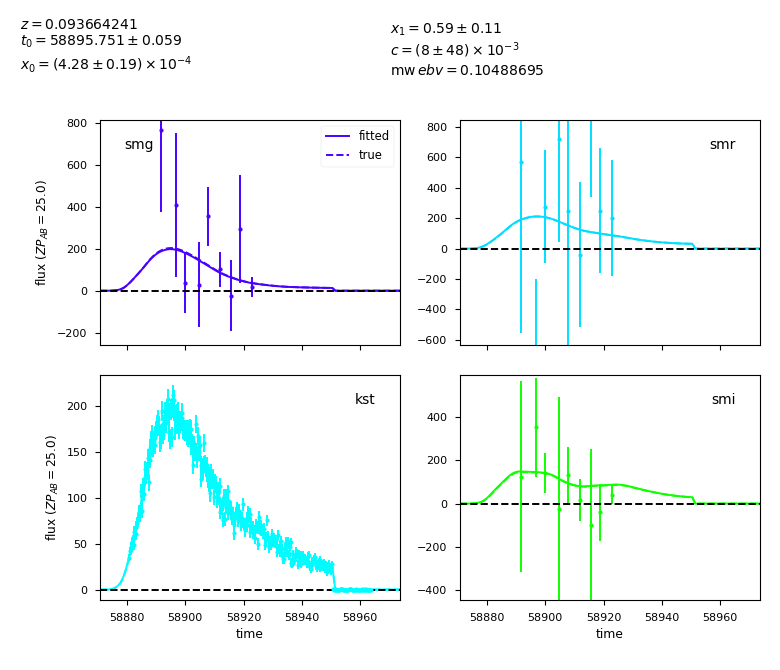 z = 0.093664241
t₀ = 58895.751 ± 0.059
x₀ = (4.28 ± 0.19) × 10⁻⁴
x₁ = 0.59 ± 0.11
c = (8 ± 48) × 10⁻³
mw ebv = 0.10488695
800
600
400
200
0
−200
flux (ZP_AB = 25.0)
smg
fitted
true
800
600
400
200
0
−200
−400
−600
smr
200
150
100
50
0
flux (ZP_AB = 25.0)
kst
58880 58900 58920 58940 58960
time
400
200
0
−200
−400
smi
58880 58900 58920 58940 58960
time